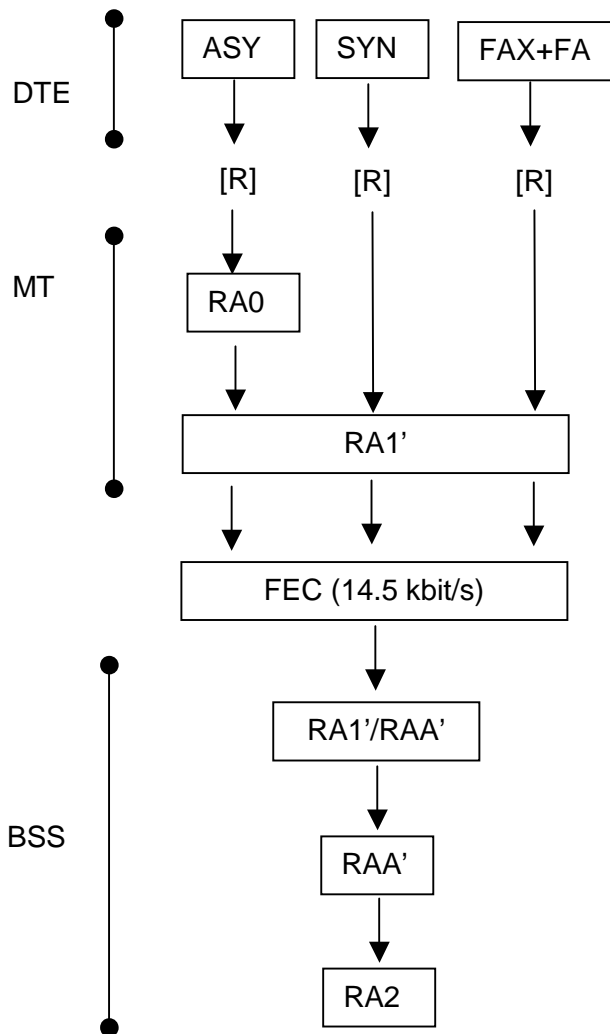 ASY SYN FAX+FA
DTE
[R] [R] [R]
MT
RA0
RA1’
FEC (14.5 kbit/s)
RA1’/RAA’
BSS
RAA’
RA2